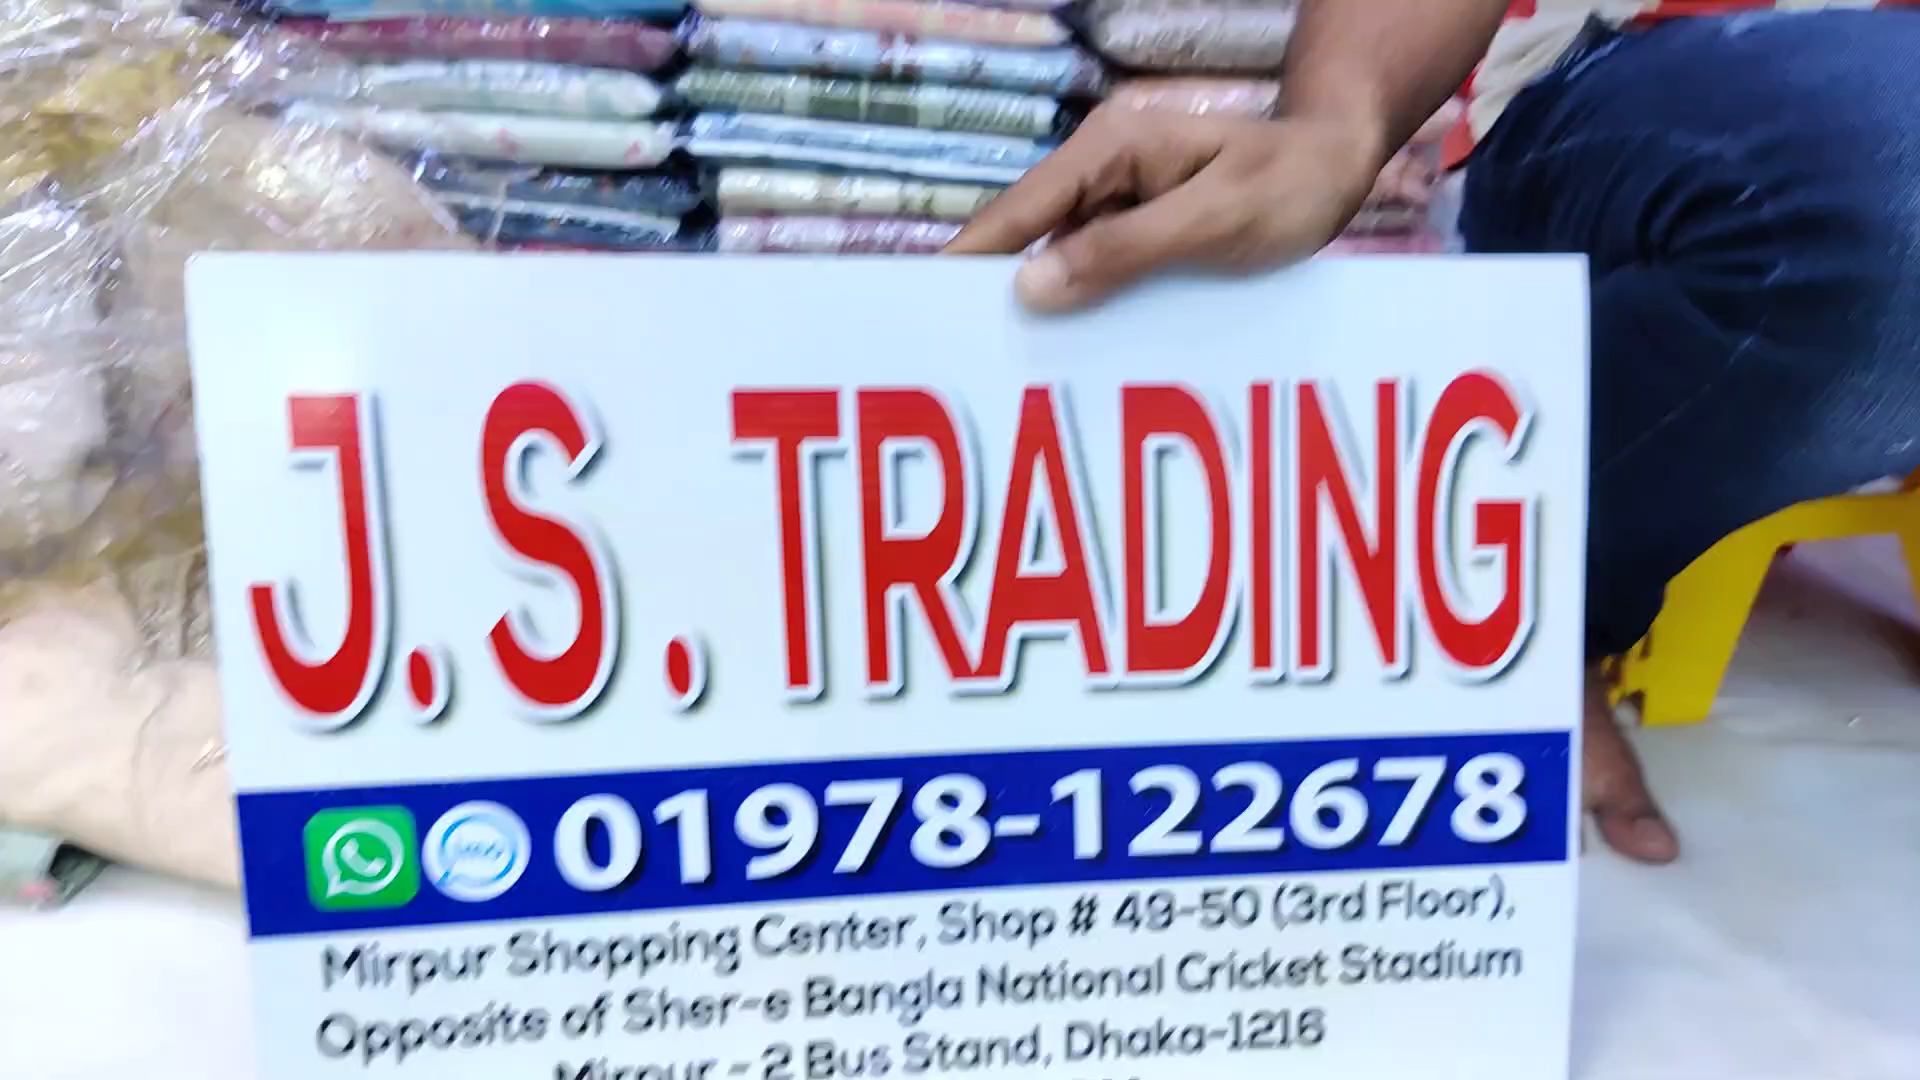 J. S. TRADING
01978-122678
Mirpur Shopping Center, Shop # 49-50 (3rd Floor),
Opposite of Sher-e Bangla National Cricket Stadium
Mirpur - 2 Bus Stand, Dhaka-1216